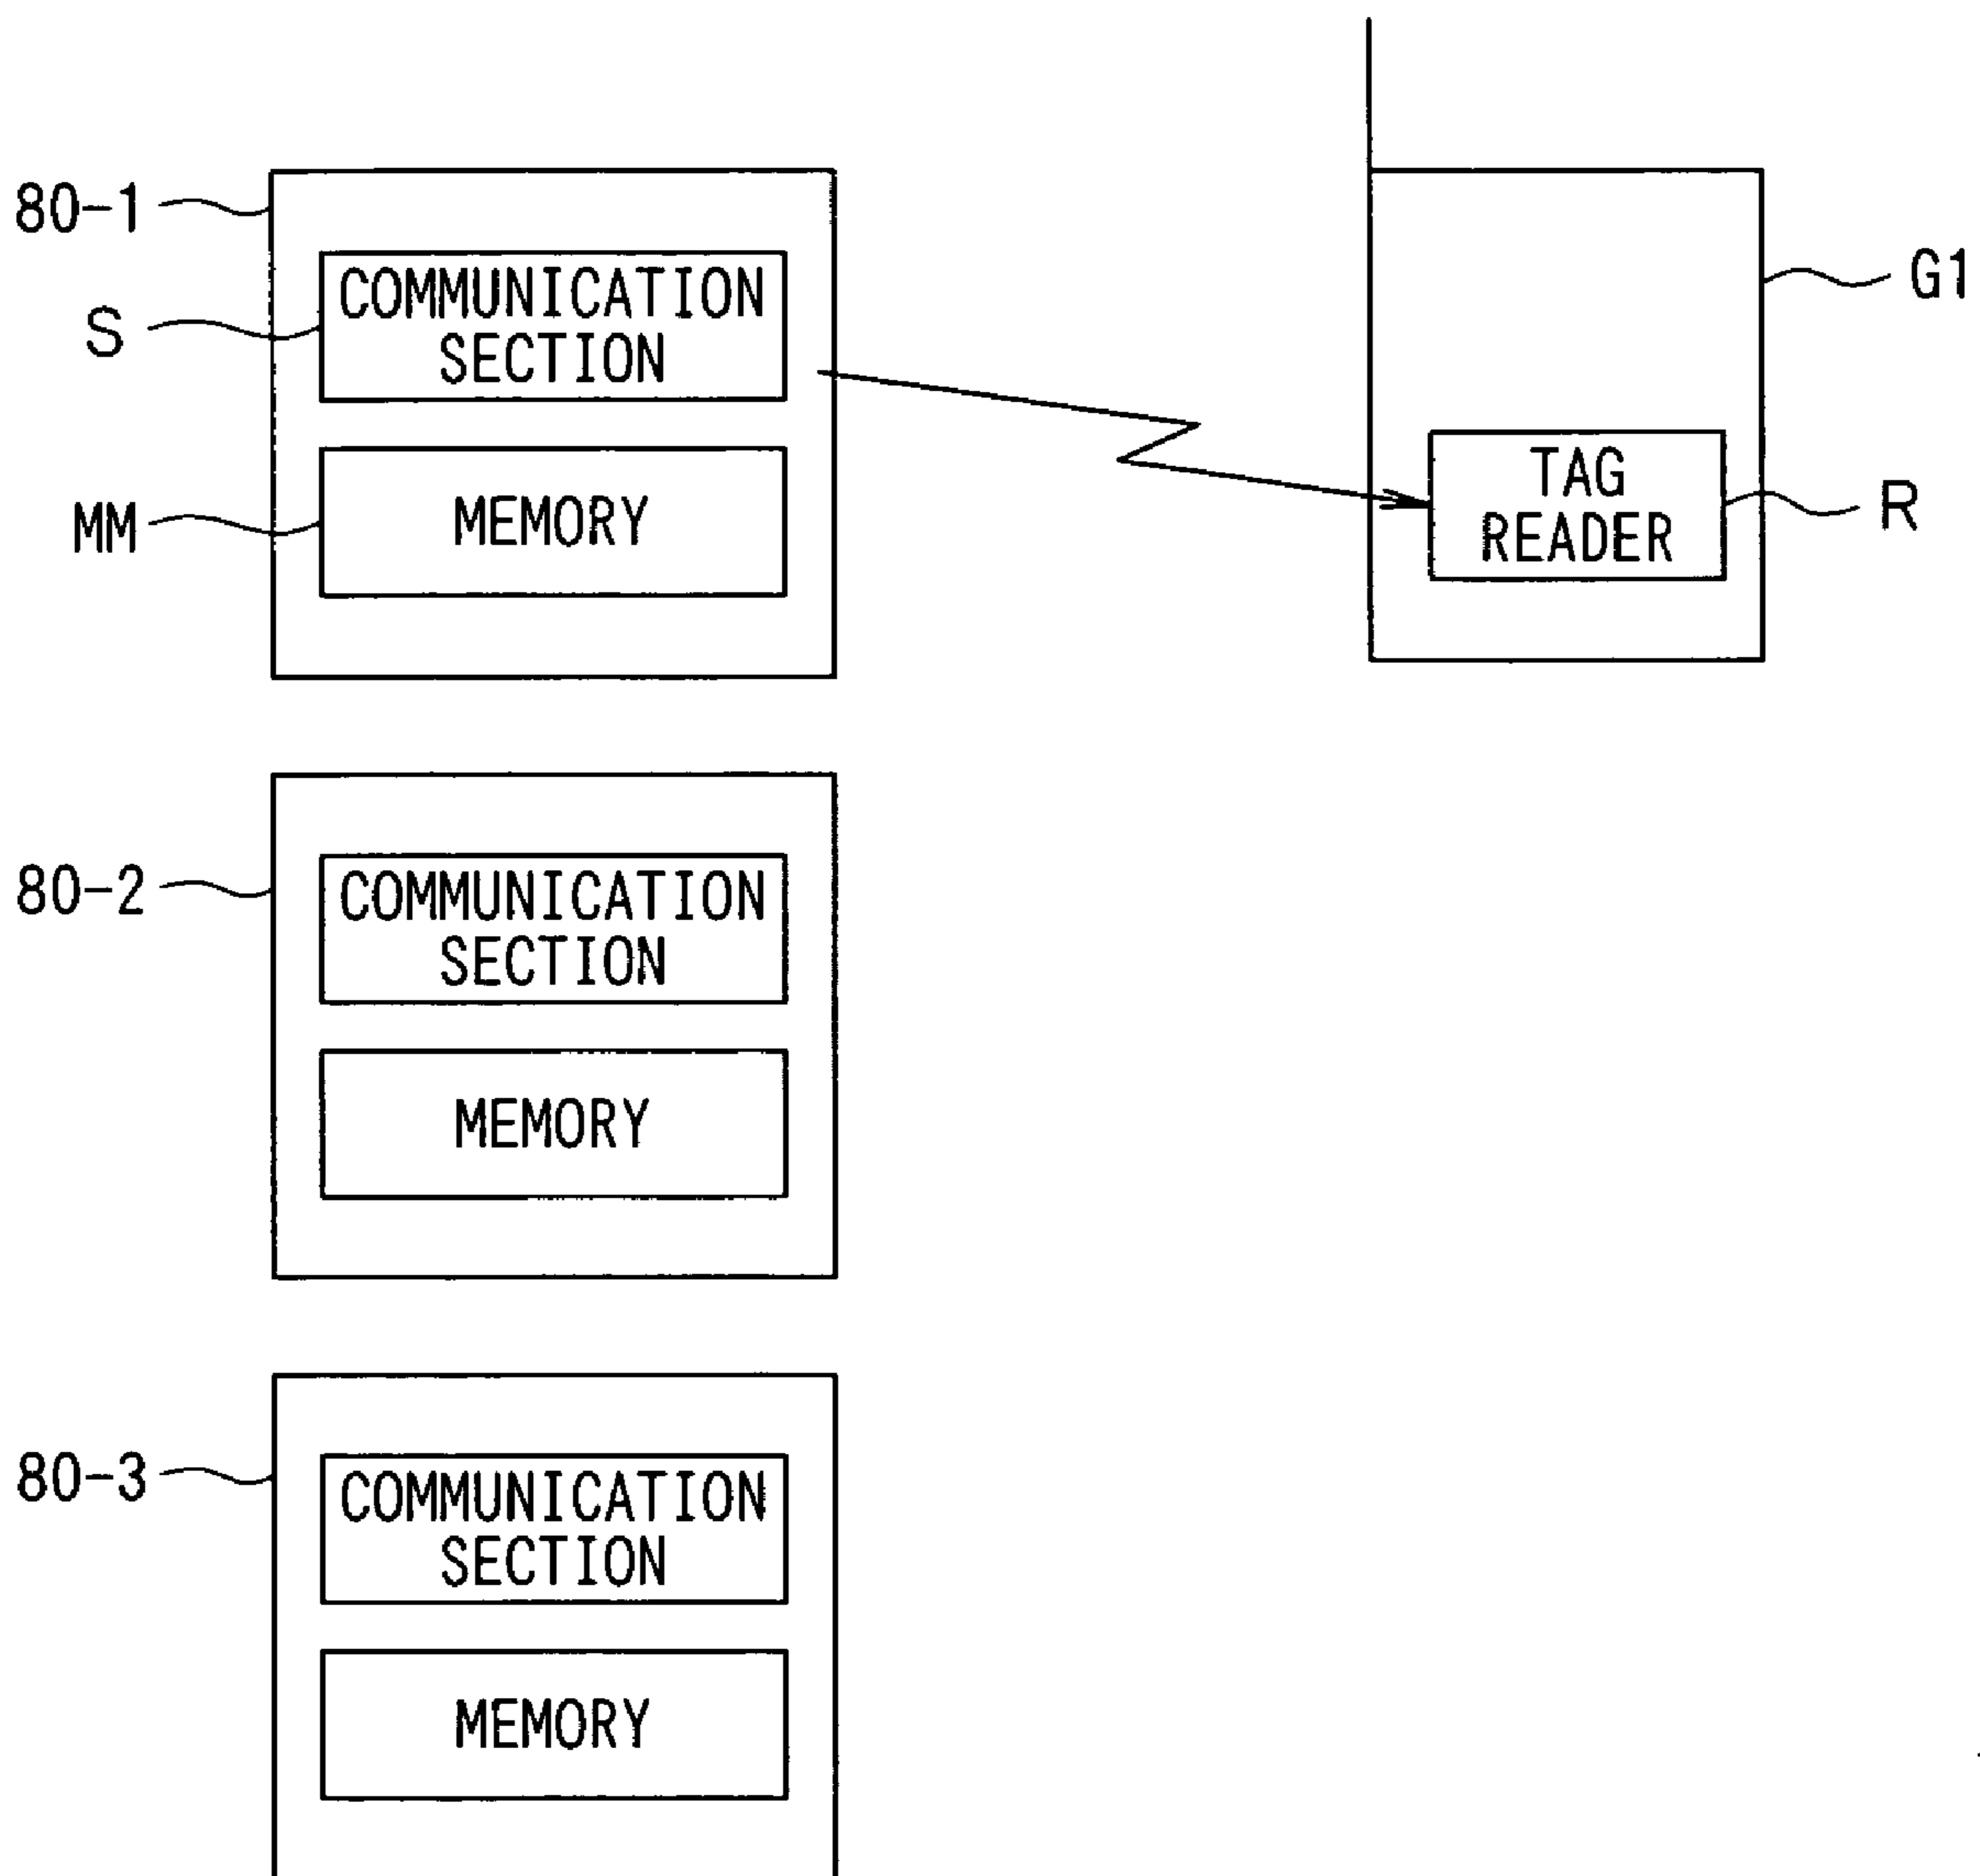 80-1
S
COMMUNICATION
SECTION
MM
MEMORY
G1
TAG
READER
R
80-2
COMMUNICATION
SECTION
MEMORY
80-3
COMMUNICATION
SECTION
MEMORY